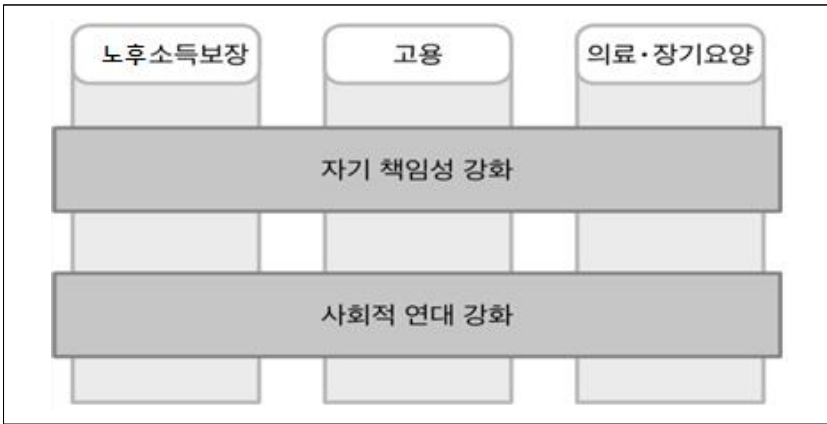 노후소득보장
고용
의료·장기요양
자기 책임성 강화
사회적 연대 강화